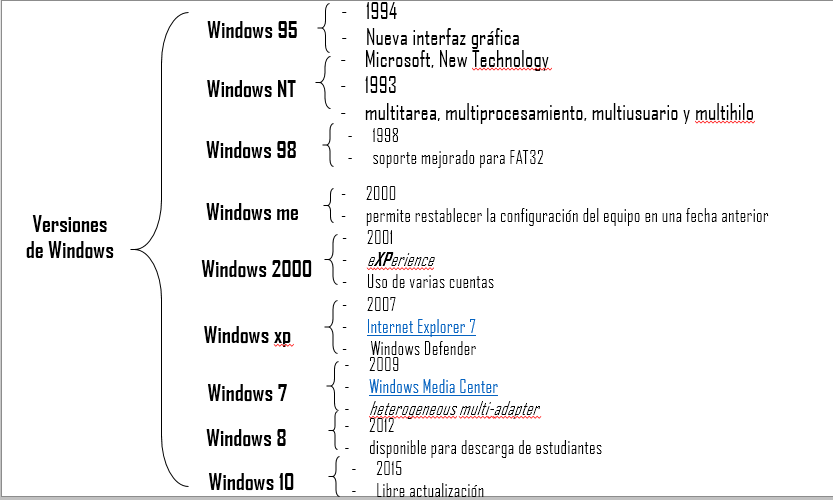 Versiones
de Windows
Windows 95
- 1994
- Nueva interfaz gráfica
Windows NT
- Microsoft, New Technology
- 1993
- multitarea, multiprocesamiento, multiusuario y multihilo
Windows 98
- 1998
- soporte mejorado para FAT32
Windows me
- 2000
- permite restablecer la configuración del equipo en una fecha anterior
Windows 2000
- 2001
- eXPerience
- Uso de varias cuentas
Windows xp
- 2007
- Internet Explorer 7
- Windows Defender
Windows 7
- 2009
- Windows Media Center
- heterogeneous multi-adapter
Windows 8
- 2012
- disponible para descarga de estudiantes
Windows 10
- 2015
- Libre actualización